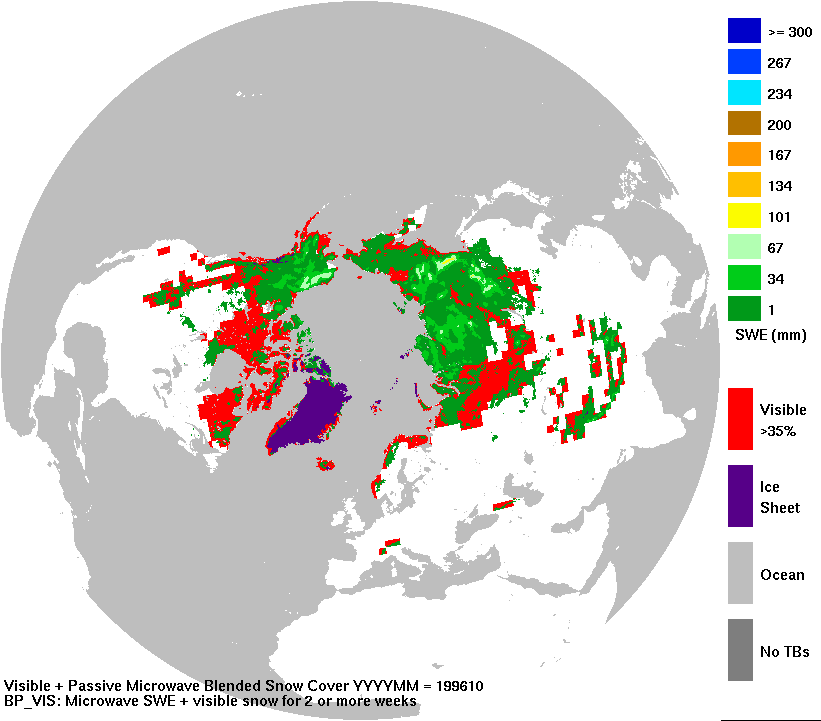 >= 300
267
234
200
167
134
101
67
34
1
SWE (mm)
Visible
>35%
Ice
Sheet
Ocean
No TBs
Visible + Passive Microwave Blended Snow Cover YYYYMM = 199610
BP_VIS: Microwave SWE + visible snow for 2 or more weeks